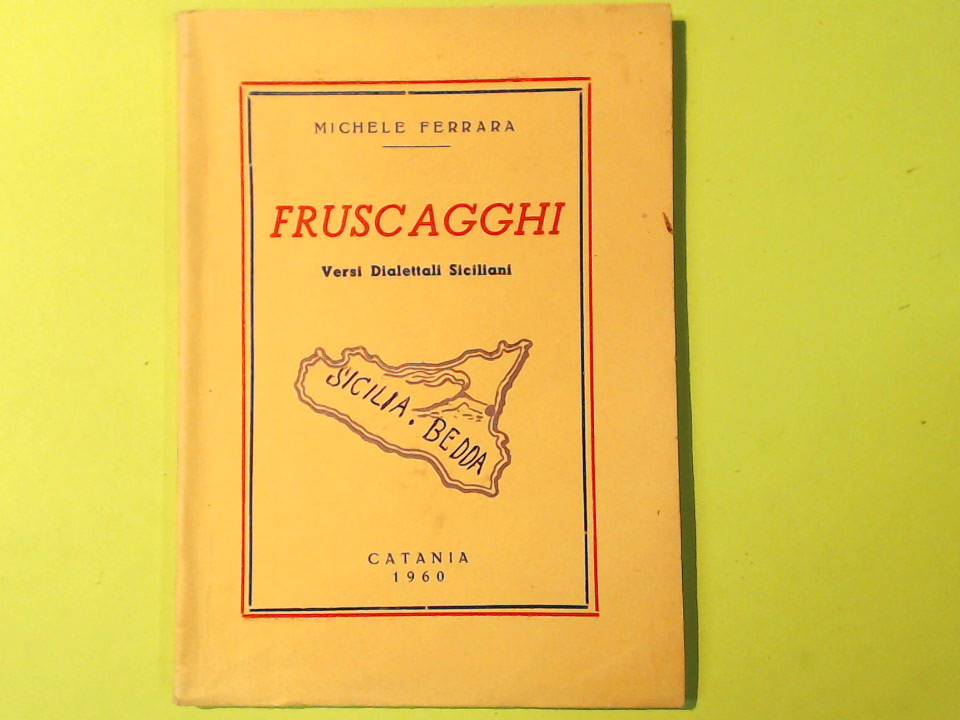 MICHELE FERRARA
FRUSCAGGHI
Versi Dialettali Siciliani
SICILIA. BEDDA
CATANIA
1960